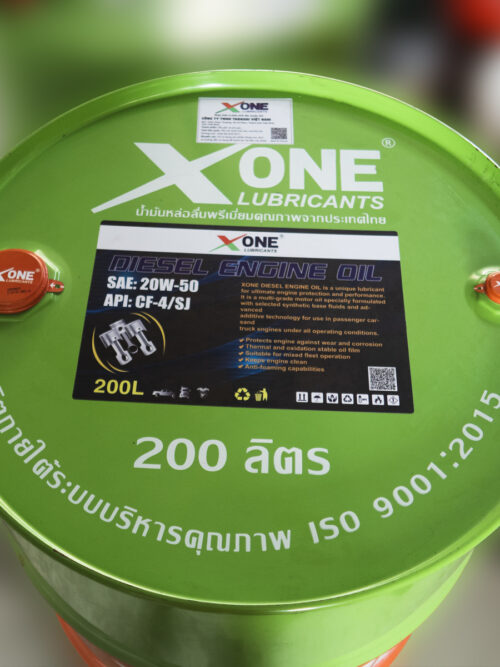 XONE
LUBRICANTS
XONE
®
LUBRICANTS
น้ำมันหล่อลื่นพรีเมี่ยมคุณภาพจากประเทศไทย
XONE
XONE
LUBRICANTS
DIESEL ENGINE OIL
SAE: 20W-50
API: CF-4/SJ
XONE DIESEL ENGINE OIL is a unique lubricant
for ultimate engine protection and performance.
It is a multi-grade motor oil specially formulated
with selected synthetic base fluids and ad-
vanced
additive technology for use in passenger car-
sand
truck engines under all operating conditions.
✔ Protects engine against wear and corrosion
✔ Thermal and oxidation stable oil film
✔ Suitable for mixed fleet operation
✔ Keeps engine clean
✔ Anti-foaming capabilities
200L
200 ลิตร
ภายใต้ระบบบริหารคุณภาพ ISO 9001:2015